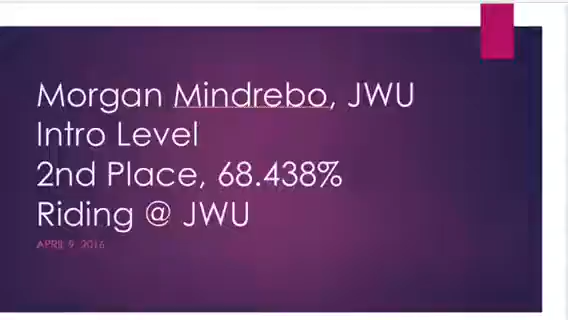 Morgan Mindrebo, JWU
Intro Level
2nd Place, 68.438%
Riding @ JWU
APRIL 9, 2016